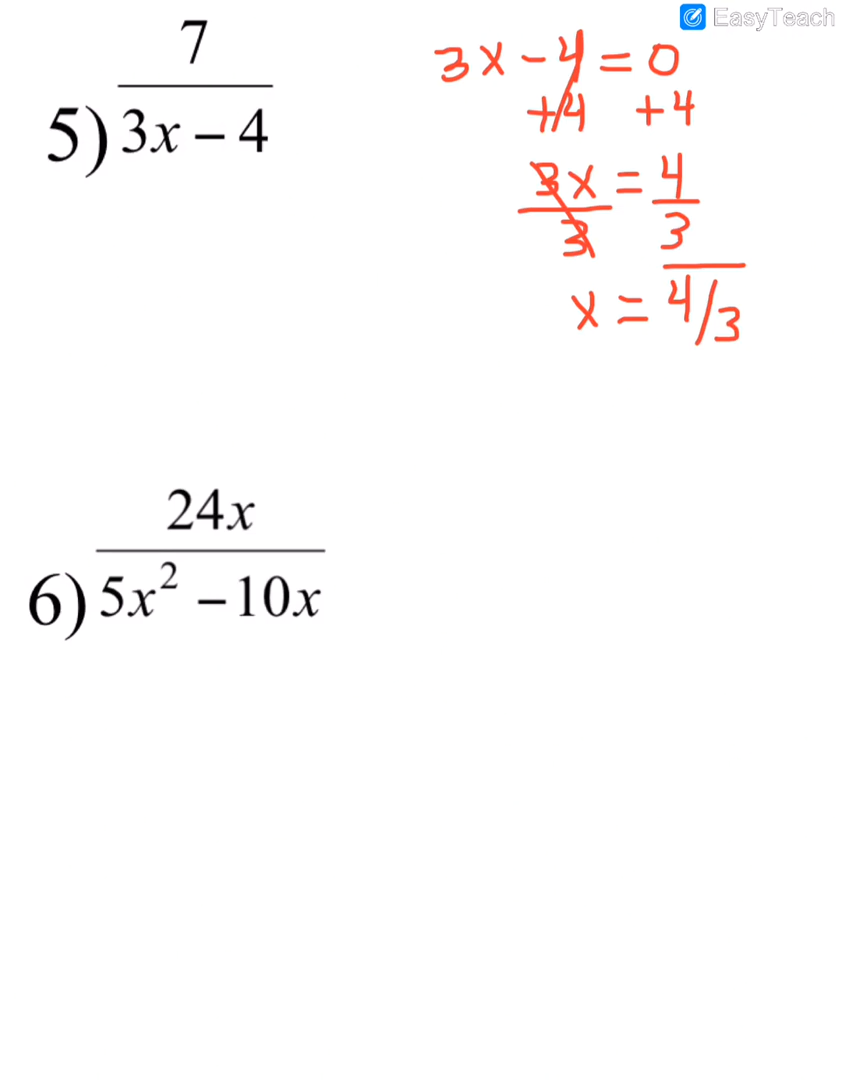 EasyTeach
5) 7/(3x − 4)
3x − 4 = 0
+4 +4
3x/3 = 4/3
x = 4/3
6) 24x/(5x² − 10x)